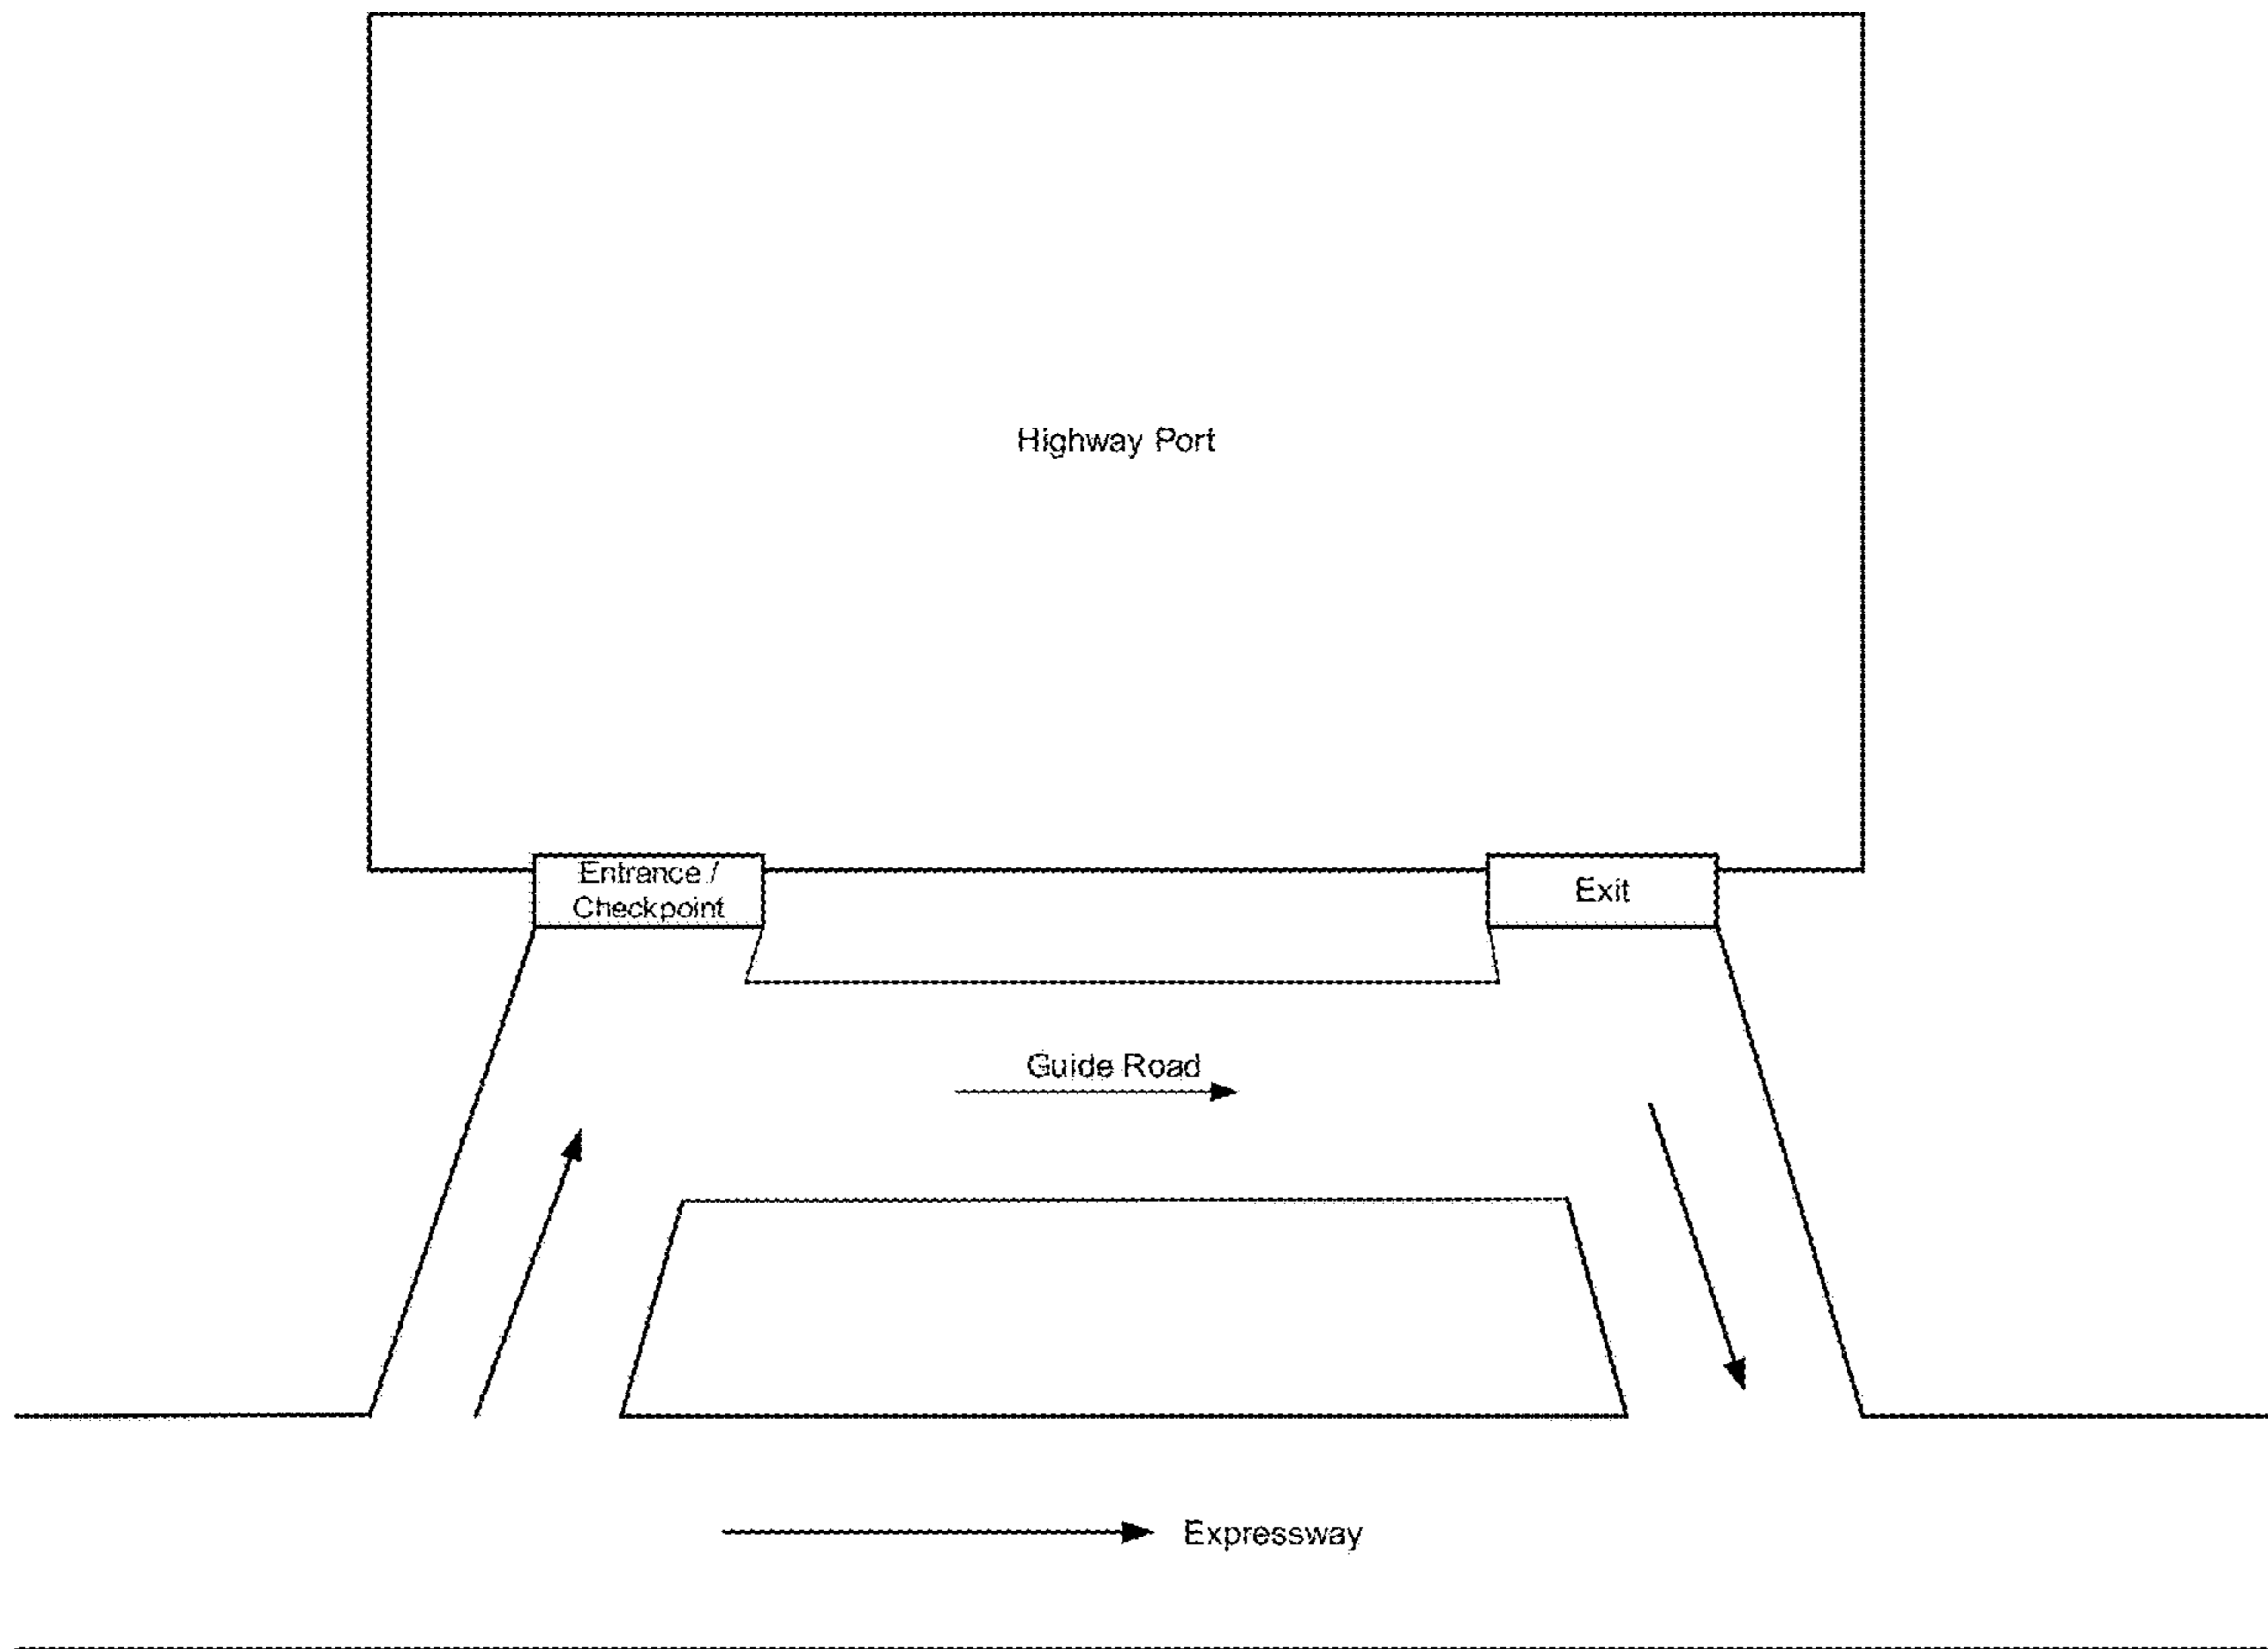 Highway Port
Entrance /
Checkpoint
Exit
Guide Road
Expressway